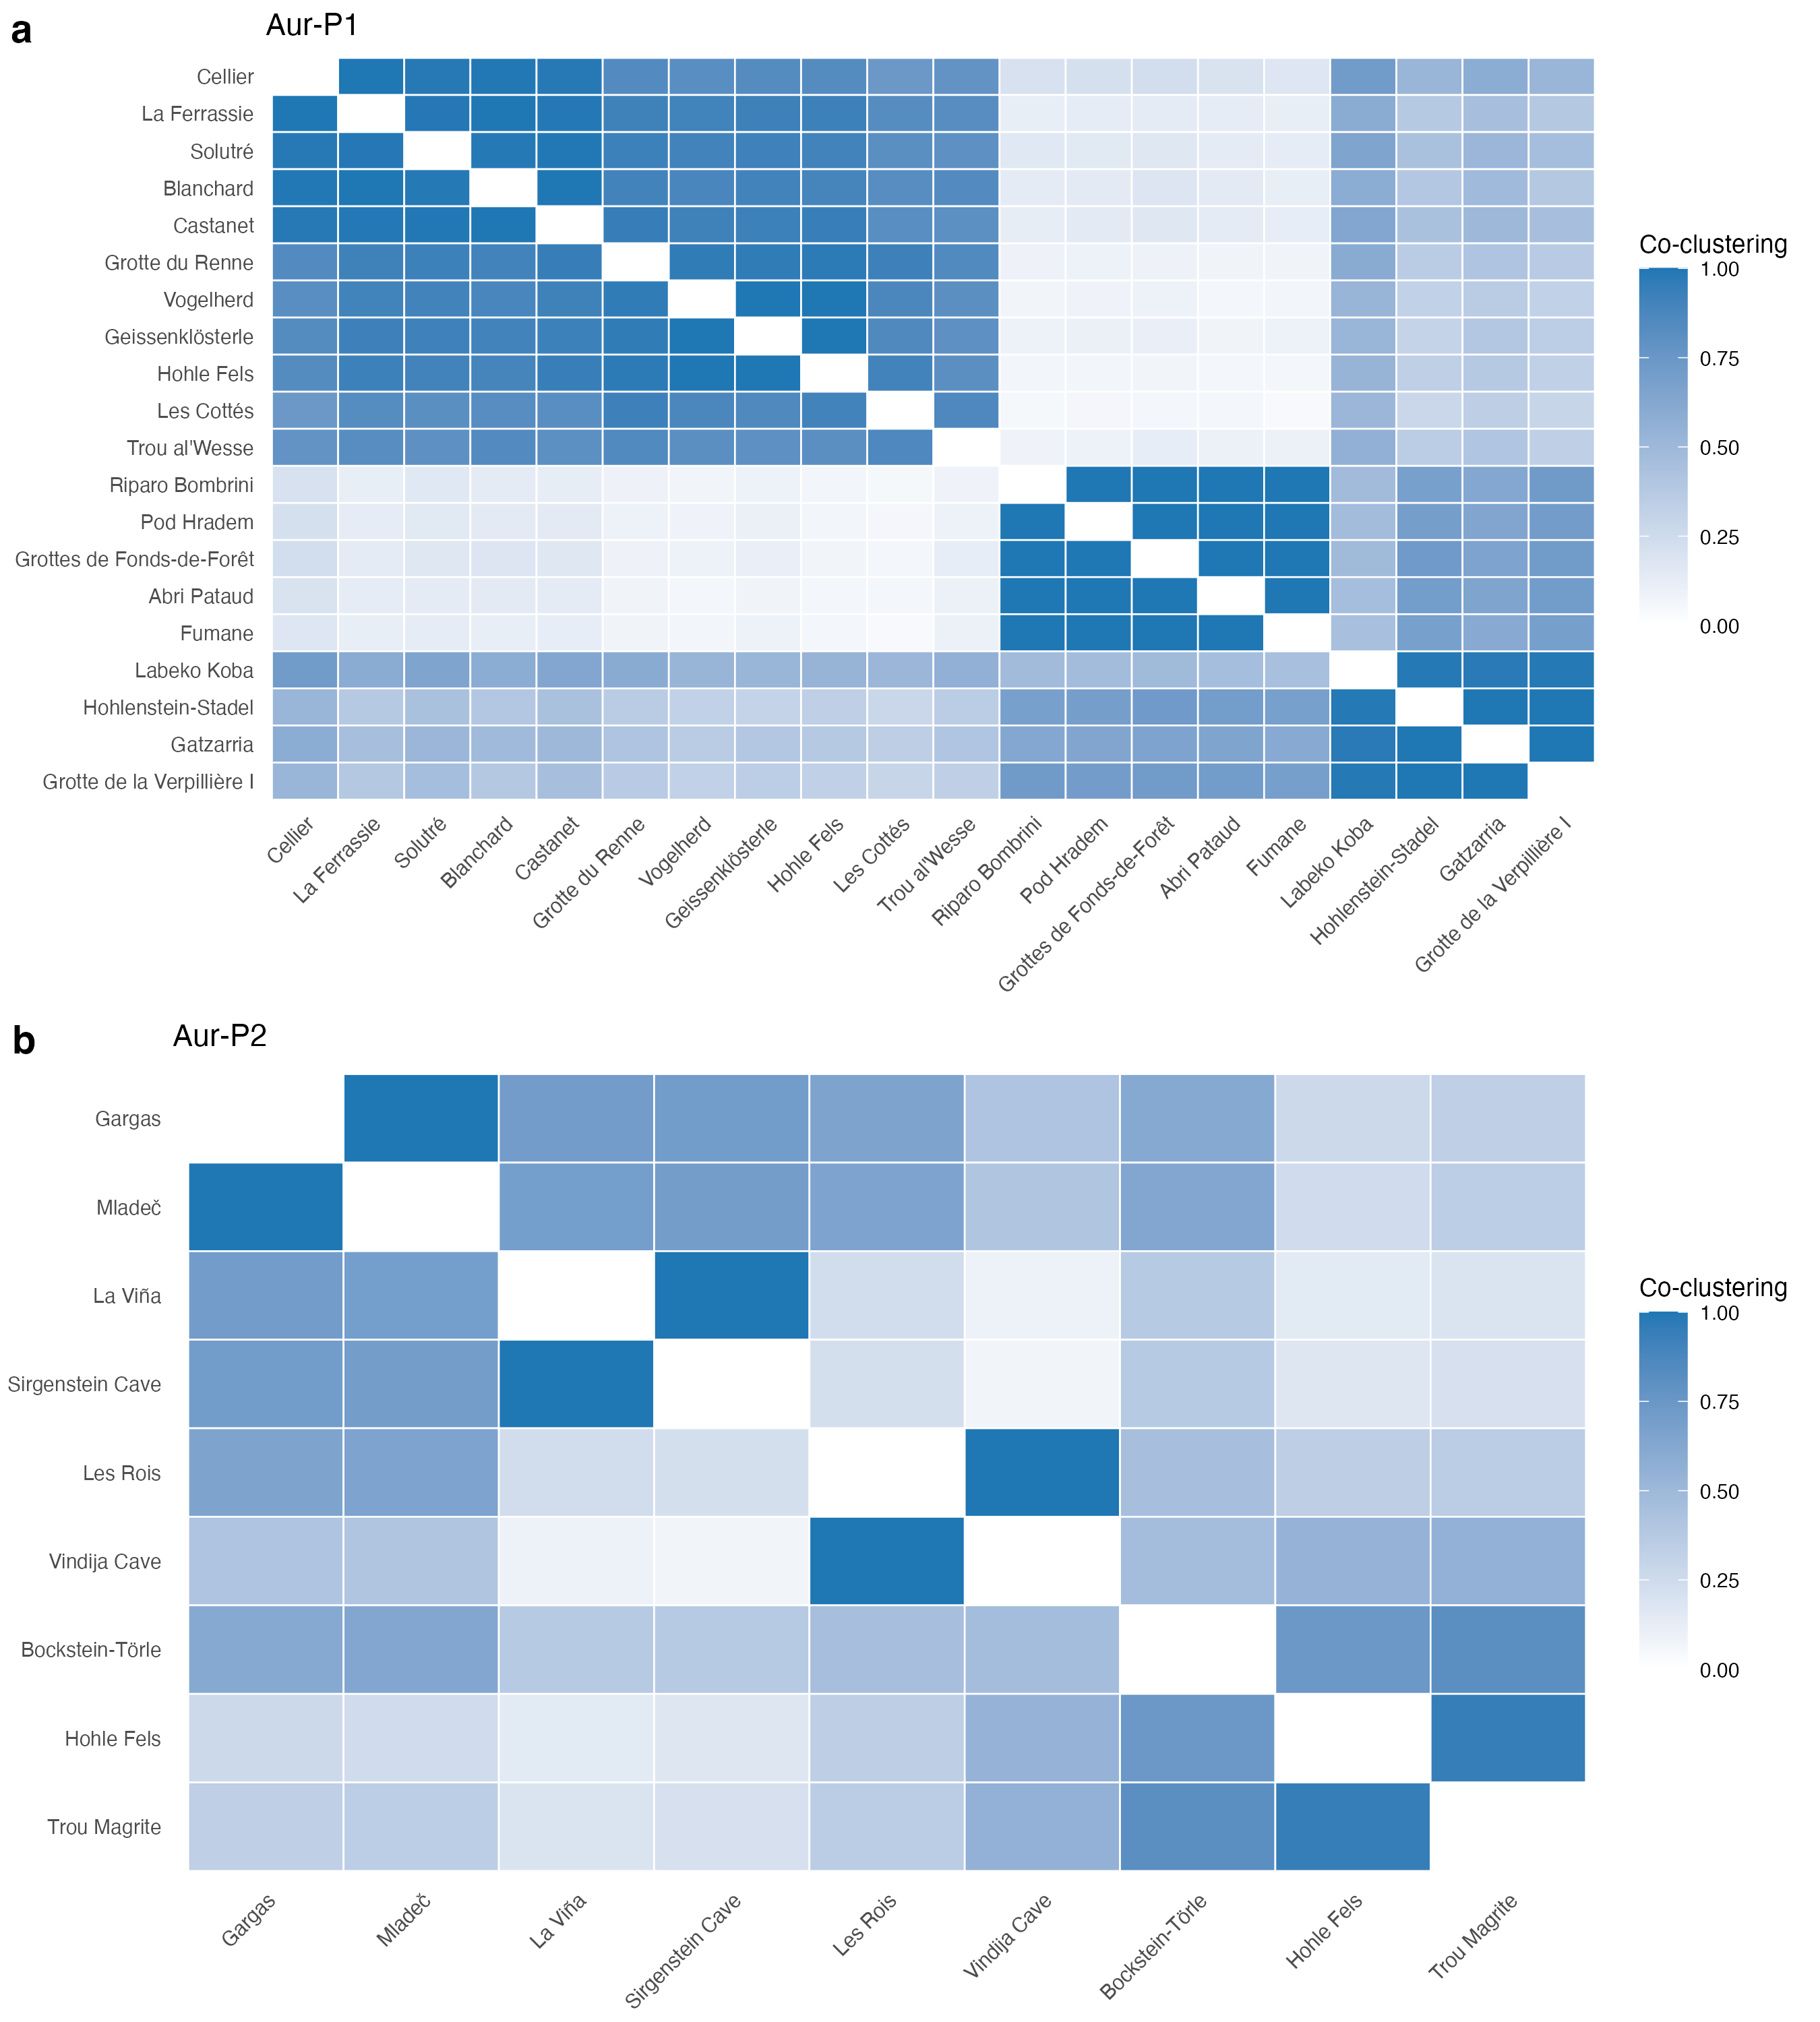 a
Aur-P1
Cellier
La Ferrassie
Solutré
Blanchard
Castanet
Grotte du Renne
Vogelherd
Geissenklösterle
Hohle Fels
Les Cottés
Trou al'Wesse
Riparo Bombrini
Pod Hradem
Grottes de Fonds-de-Forêt
Abri Pataud
Fumane
Labeko Koba
Hohlenstein-Stadel
Gatzarria
Grotte de la Verpillière I
Cellier
La Ferrassie
Solutré
Blanchard
Castanet
Grotte du Renne
Vogelherd
Geissenklösterle
Hohle Fels
Les Cottés
Trou al'Wesse
Riparo Bombrini
Pod Hradem
Grottes de Fonds-de-Forêt
Abri Pataud
Fumane
Labeko Koba
Hohlenstein-Stadel
Gatzarria
Grotte de la Verpillière I
Co-clustering
1.00
0.75
0.50
0.25
0.00
b
Aur-P2
Gargas
Mladeč
La Viña
Sirgenstein Cave
Les Rois
Vindija Cave
Bockstein-Törle
Hohle Fels
Trou Magrite
Gargas
Mladeč
La Viña
Sirgenstein Cave
Les Rois
Vindija Cave
Bockstein-Törle
Hohle Fels
Trou Magrite
Co-clustering
1.00
0.75
0.50
0.25
0.00